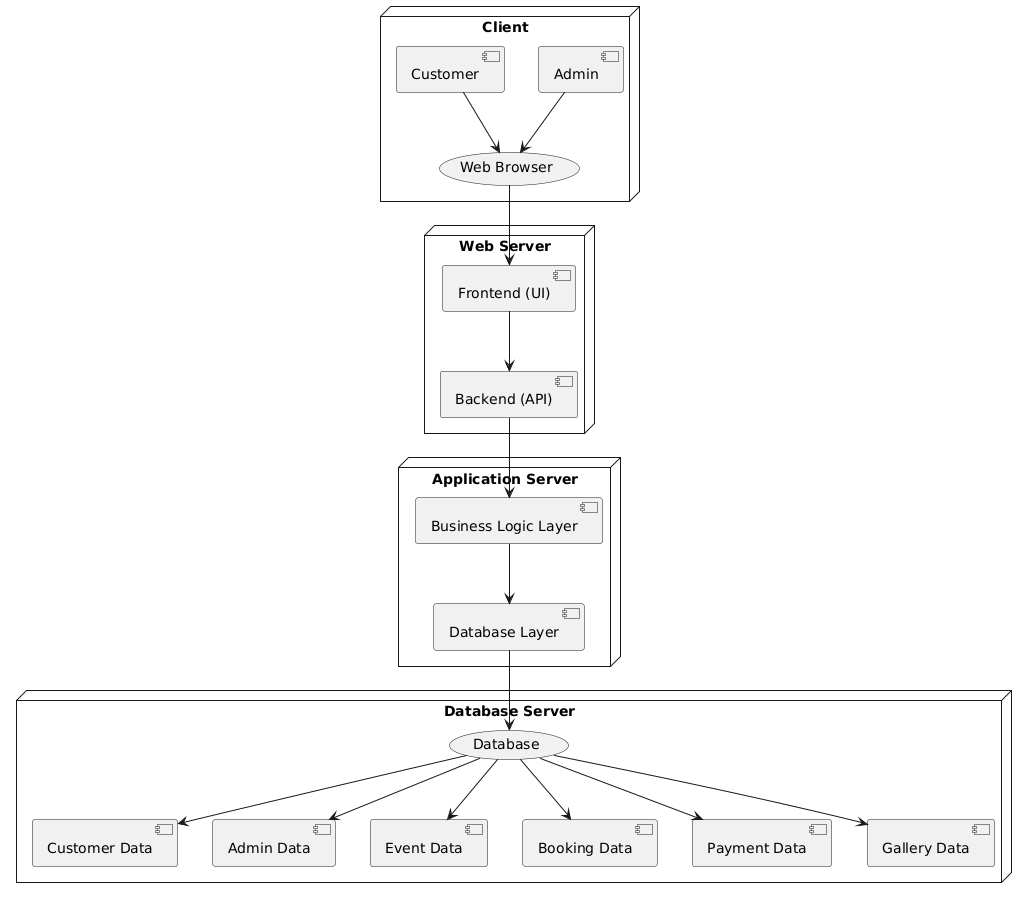 Client
Customer
Admin
Web Browser
Web Server
Frontend (UI)
Backend (API)
Application Server
Business Logic Layer
Database Layer
Database Server
Database
Customer Data
Admin Data
Event Data
Booking Data
Payment Data
Gallery Data